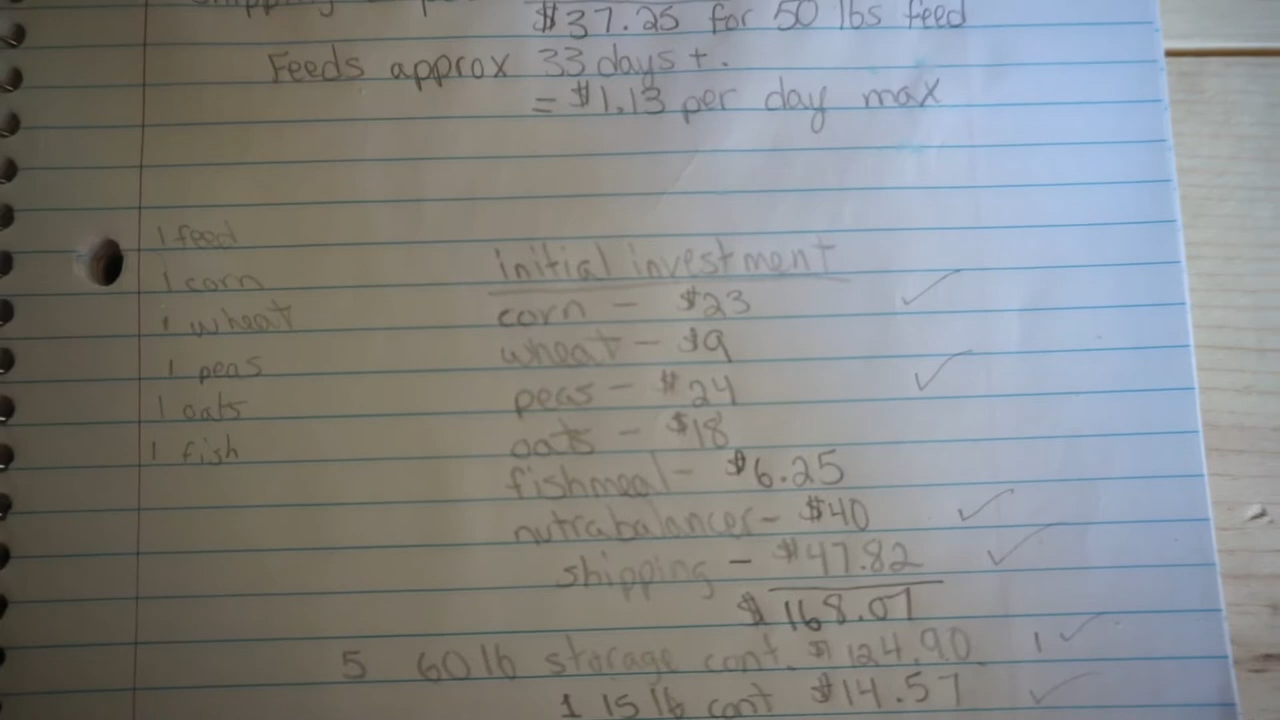 $37.25 for 50 lbs feed
Feeds approx 33 days +.
= $1.13 per day max
1 feed
1 corn
1 wheat
1 peas
1 oats
1 fish
initial investment
corn - $23
wheat - $9
peas - $24
oats - $18
fishmeal - $6.25
nutrabalancer - $40
shipping - $47.82
$168.07
5 60 lb storage cont. $124.90 1
1 15 lb cont $14.57